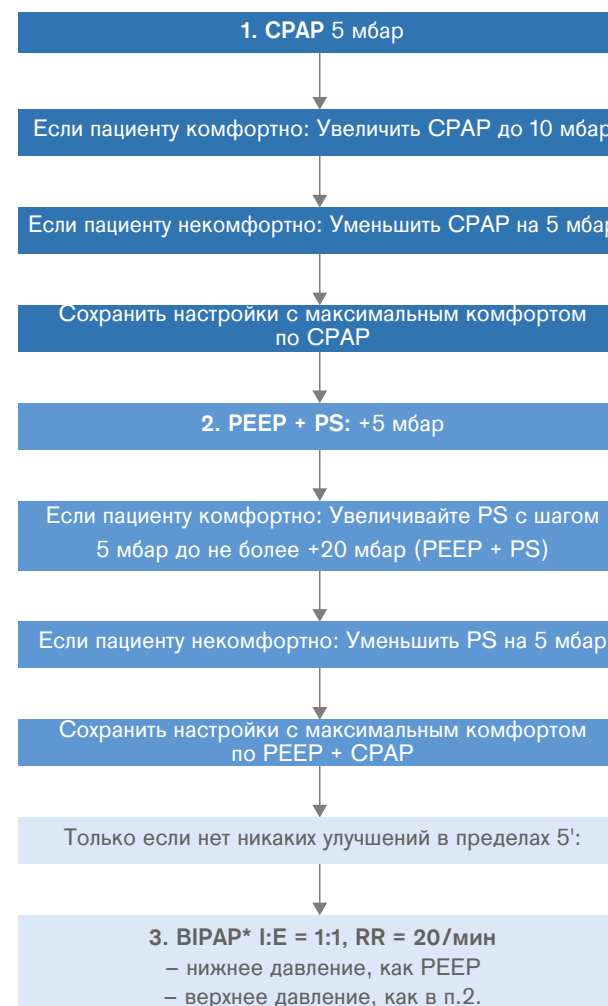 1. CPAP 5 мбар
Если пациенту комфортно: Увеличить CPAP до 10 мбар
Если пациенту некомфортно: Уменьшить CPAP на 5 мбар
Сохранить настройки с максимальным комфортом
по CPAP
2. PEEP + PS: +5 мбар
Если пациенту комфортно: Увеличивайте PS с шагом
5 мбар до не более +20 мбар (PEEP + PS)
Если пациенту некомфортно: Уменьшить PS на 5 мбар
Сохранить настройки с максимальным комфортом
по PEEP + CPAP
Только если нет никаких улучшений в пределах 5':
3. BIPAP* I:E = 1:1, RR = 20/мин
– нижнее давление, как PEEP
– верхнее давление, как в п.2.